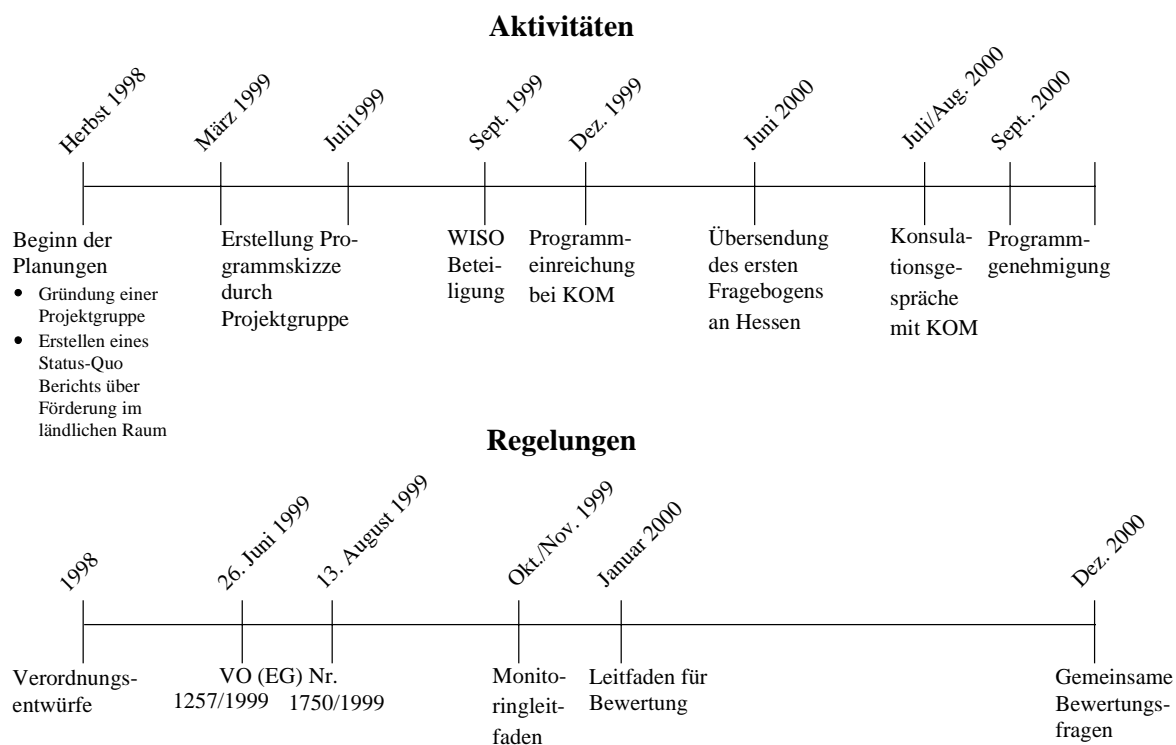 Aktivitäten
Herbst 1998
März 1999
Juli1999
Sept. 1999
Dez. 1999
Juni 2000
Juli/Aug. 2000
Sept.. 2000
Beginn der
Planungen
• Gründung einer
Projektgruppe
• Erstellen eines
Status-Quo
Berichts über
Förderung im
ländlichen Raum
Erstellung Pro-
grammskizze
durch
Projektgruppe
WISO
Betei-
ligung
Programm-
einreichung
bei KOM
Übersendung
des ersten
Fragebogens
an Hessen
Konsula-
tionsge-
spräche
mit KOM
Programm-
genehmigung
Regelungen
1998
26. Juni 1999
13. August 1999
Okt./Nov. 1999
Januar 2000
Dez. 2000
Verordnungs-
entwürfe
VO (EG) Nr.
1257/1999 1750/1999
Monito-
ringleit-
faden
Leitfaden für
Bewertung
Gemeinsame
Bewertungs-
fragen